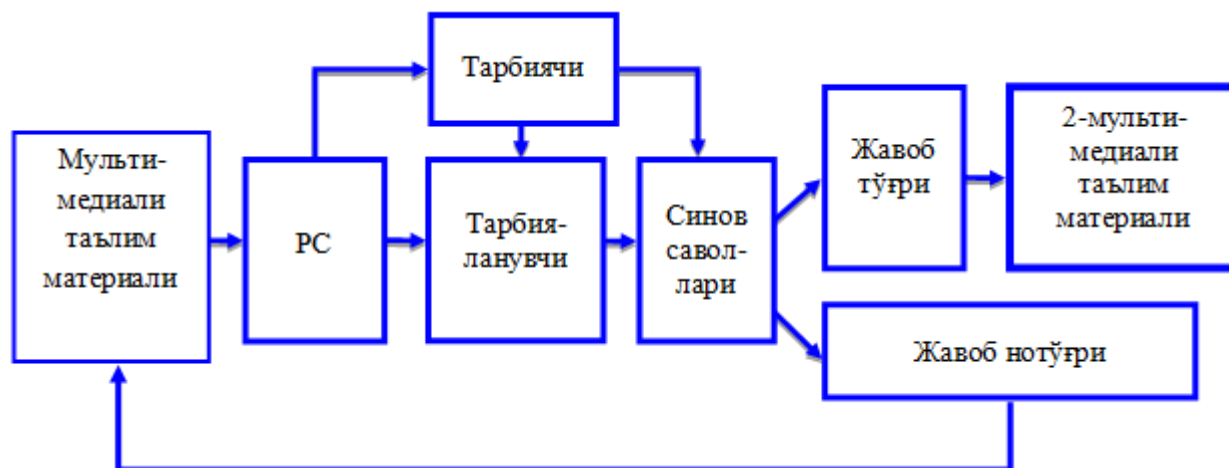 Тарбиячи
Мульти-
медиали
таълим
материали
РС
Тарбия-
ланувчи
Синов
савол-
лари
Жавоб
тўғри
2-мульти-
медиали
таълим
материали
Жавоб нотўғри